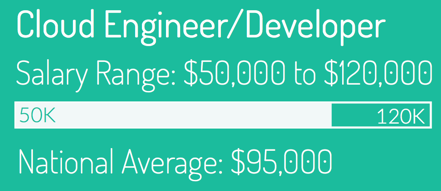 Cloud Engineer/Developer
Salary Range: $50,000 to $120,000
50K 120K
National Average: $95,000